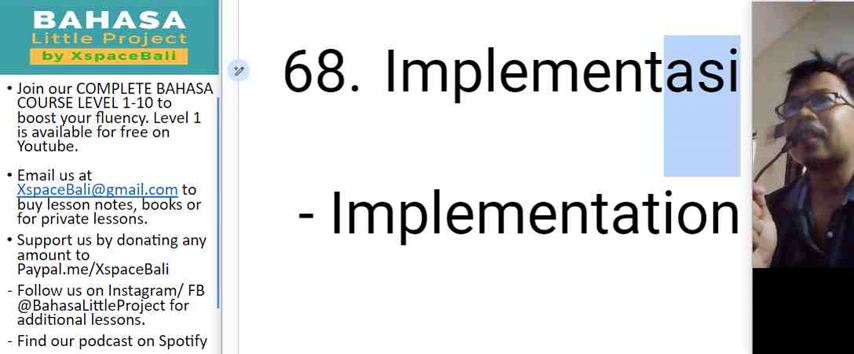 BAHASA
Little Project
by XspaceBali
• Join our COMPLETE BAHASA
COURSE LEVEL 1-10 to
boost your fluency. Level 1
is available for free on
Youtube.
• Email us at
XspaceBali@gmail.com to
buy lesson notes, books or
for private lessons.
• Support us by donating any
amount to
Paypal.me/XspaceBali
- Follow us on Instagram/ FB
@BahasaLittleProject for
additional lessons.
- Find our podcast on Spotify
68. Implementasi
- Implementation